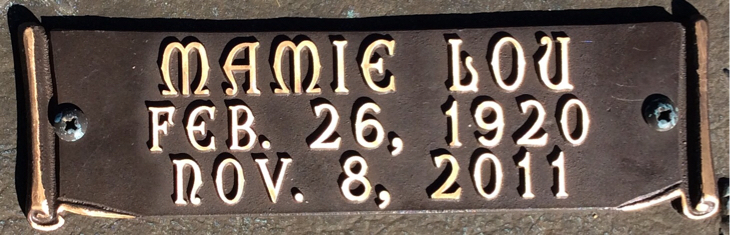 MAMIE LOU
FEB. 26, 1920
NOV. 8, 2011